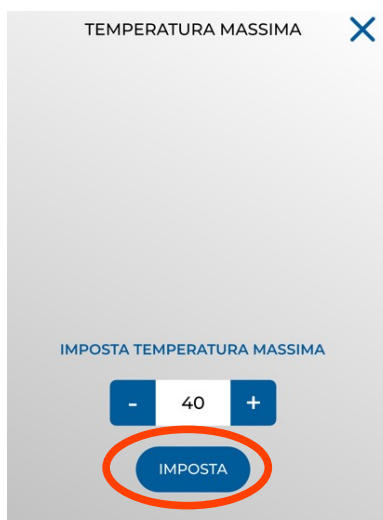 TEMPERATURA MASSIMA
IMPOSTA TEMPERATURA MASSIMA
- 40 +
IMPOSTA